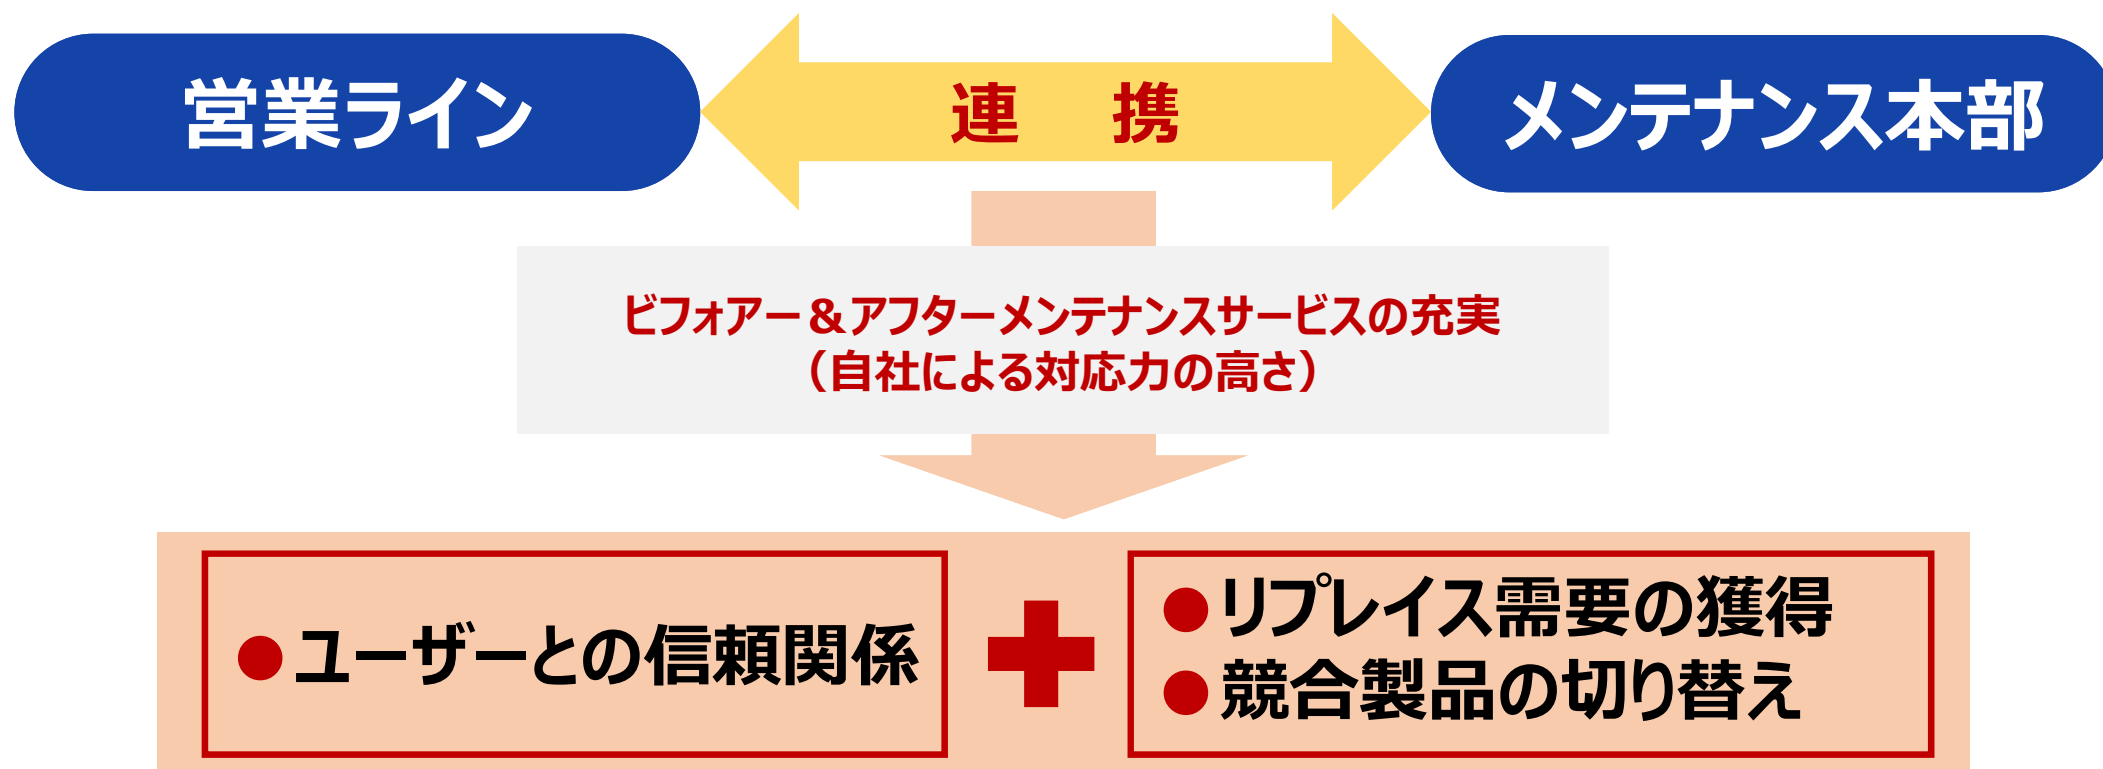 営業ライン
連　携
メンテナンス本部
ビフォアー＆アフターメンテナンスサービスの充実
（自社による対応力の高さ）
●ユーザーとの信頼関係
●リプレイス需要の獲得
●競合製品の切り替え